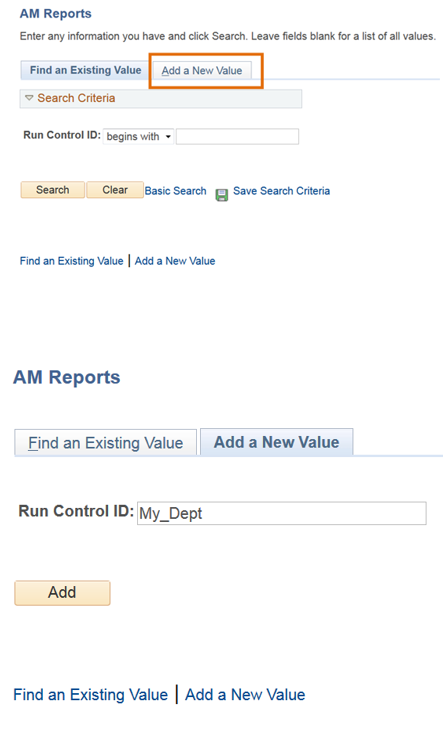 AM Reports
Enter any information you have and click Search. Leave fields blank for a list of all values.
Find an Existing Value Add a New Value
Search Criteria
Run Control ID: begins with
Search Clear Basic Search Save Search Criteria
Find an Existing Value | Add a New Value
AM Reports
Find an Existing Value Add a New Value
Run Control ID: My_Dept
Add
Find an Existing Value | Add a New Value